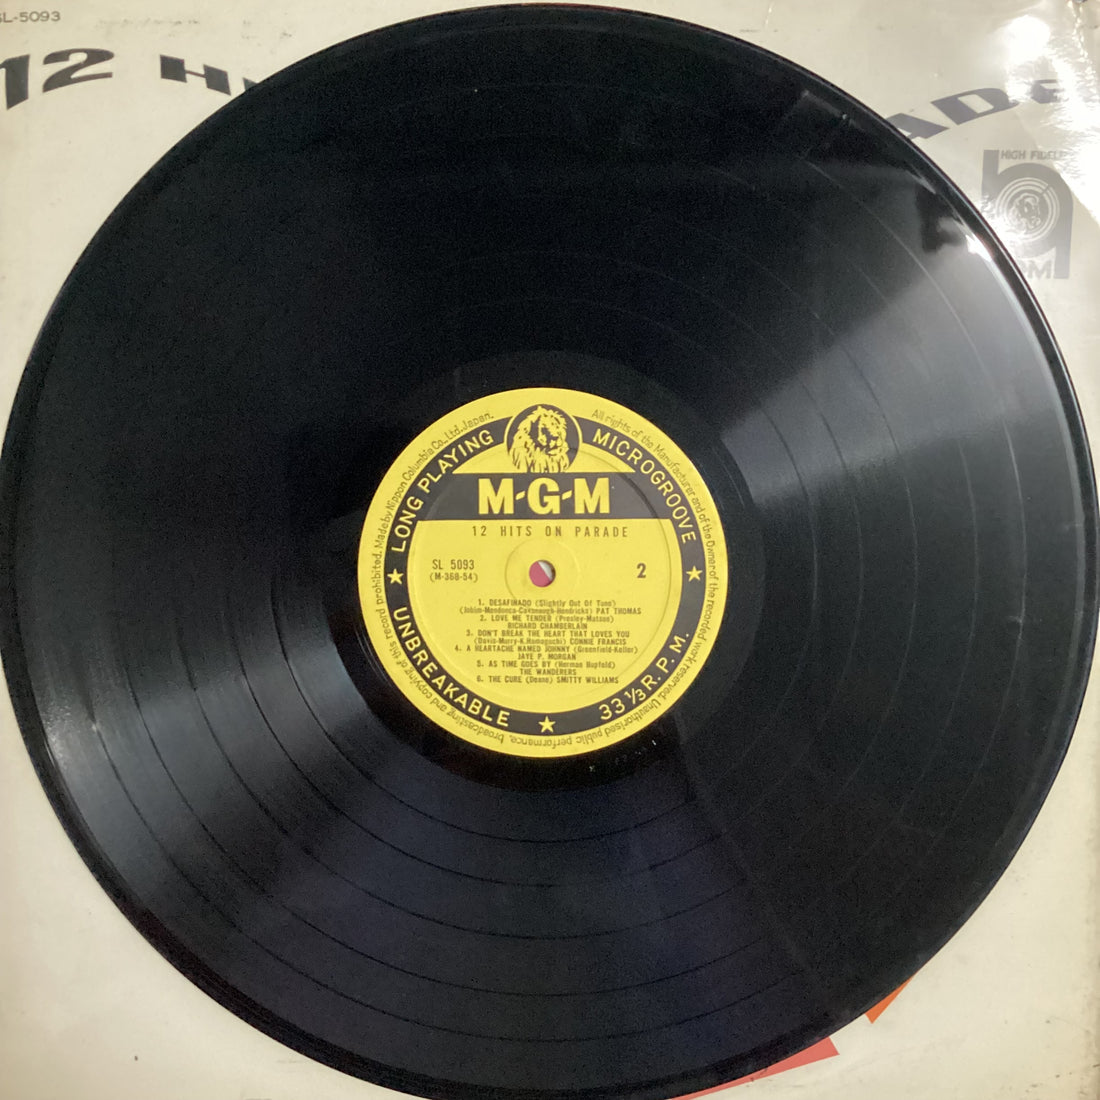 SL-5093
12 H
ADE
HIGH FIDEL
LONG PLAYING
MICROGROOVE
M-G-M
12 HITS ON PARADE
SL 5093
(M-368-54)
2
1. DESAFINADO (Slightly Out Of Tune)
(Jobim-Mendonca-Cavanaugh-Hendricks) PAT THOMAS
2. LOVE ME TENDER (Presley-Matson)
RICHARD CHAMBERLAIN
3. DON'T BREAK THE HEART THAT LOVES YOU
(Davis-Murry-K.Hamaguchi) CONNIE FRANCIS
4. A HEARTACHE NAMED JOHNNY (Greenfield-Keller)
JAYE P. MORGAN
5. AS TIME GOES BY (Herman Hupfeld)
THE WANDERERS
6. THE CURE (Deane) SMITTY WILLIAMS
UNBREAKABLE
33 1/3 R.P.M.
Made by Nippon Columbia Co., Ltd. Japan.
All rights of the Manufacturer and of the Owner of the recorded work reserved. Unauthorised public performance, broadcasting and copying of this record prohibited.